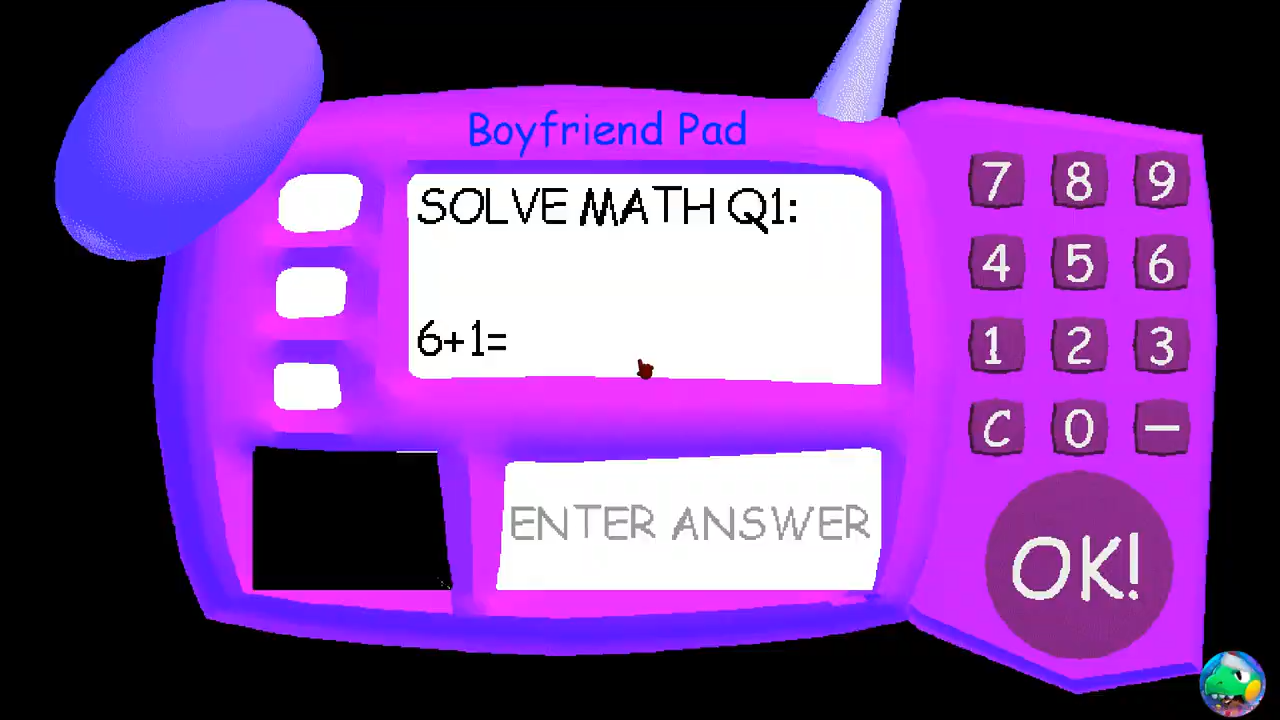 Boyfriend Pad
SOLVE MATH Q1:
6+1=
ENTER ANSWER
7 8 9
4 5 6
1 2 3
C 0 −
OK!